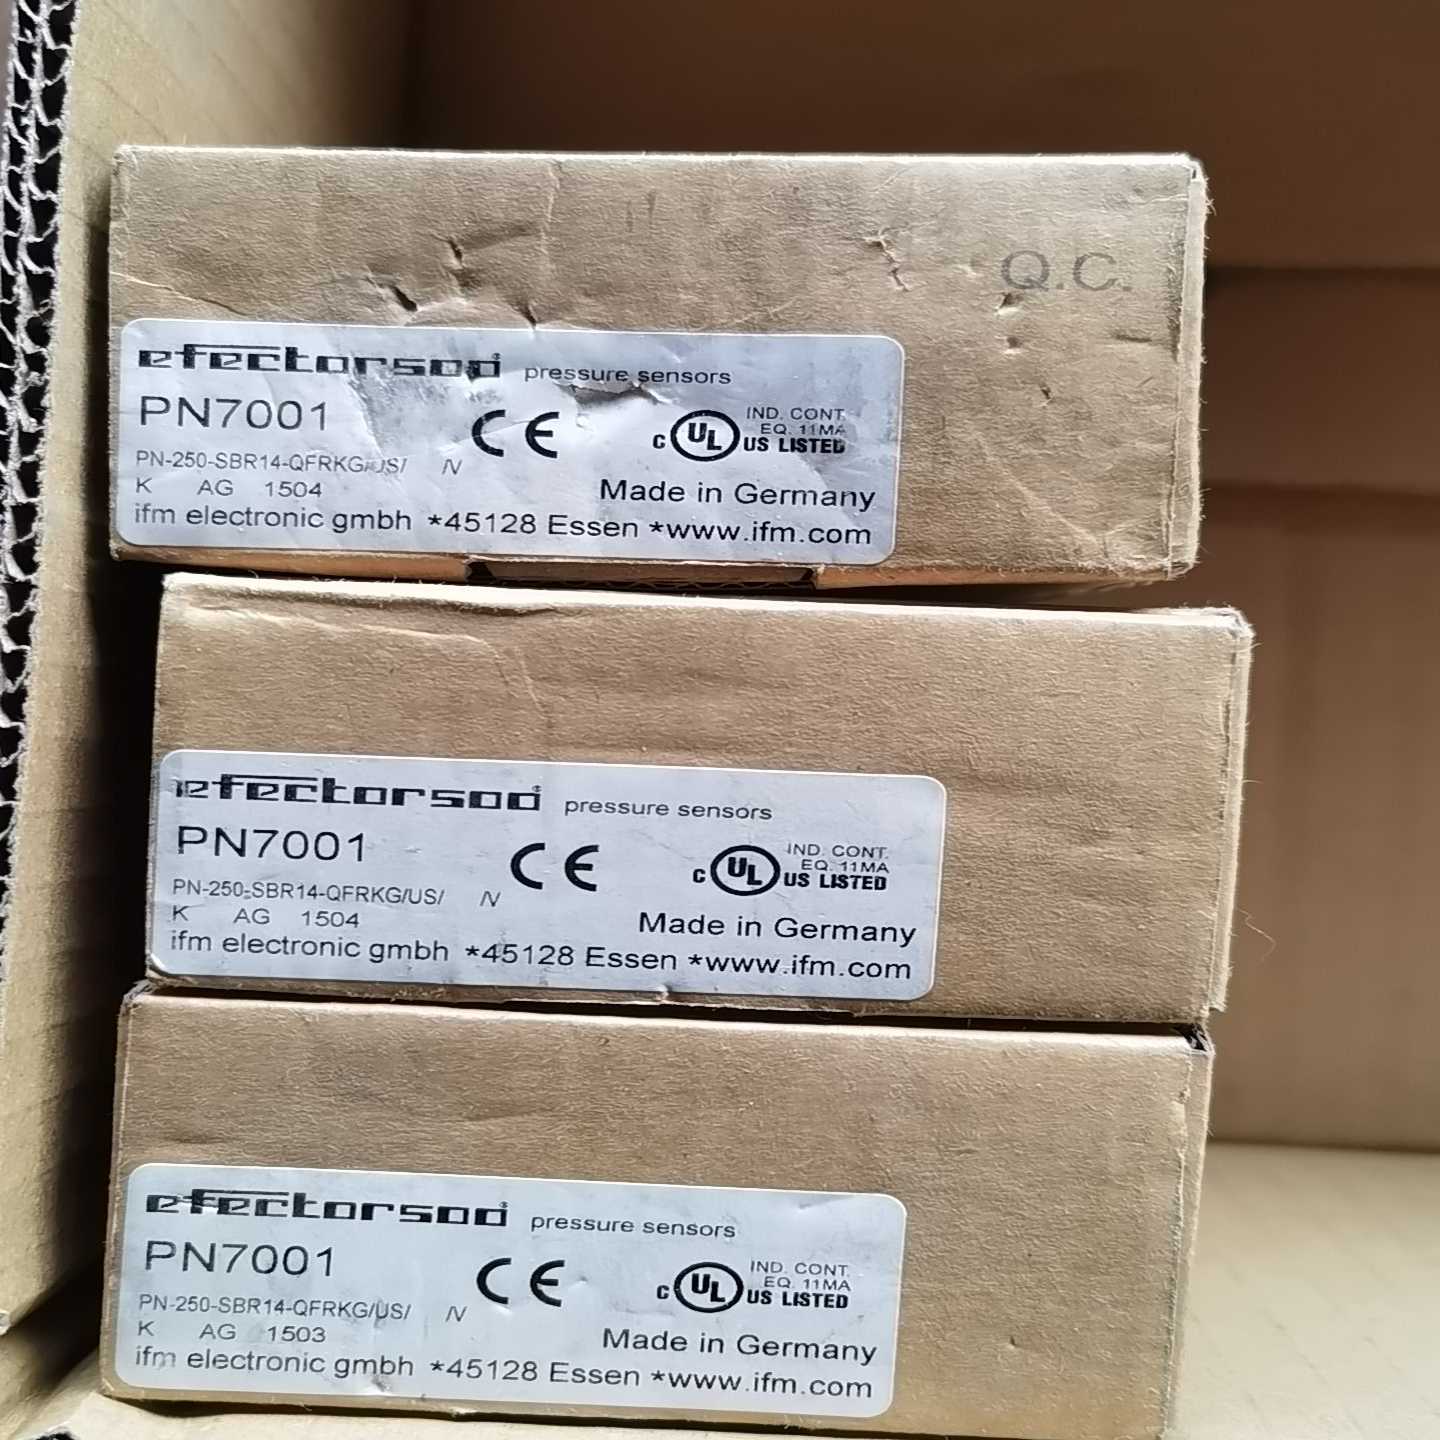 Q.C.
efector500® pressure sensors
PN7001
CE
c UL US LISTED
IND. CONT.
EQ. 11MA
PN-250-SBR14-QFRKG/US/ /V
K AG 1504
Made in Germany
ifm electronic gmbh *45128 Essen *www.ifm.com
efector500® pressure sensors
PN7001
CE
c UL US LISTED
IND. CONT.
EQ. 11MA
PN-250-SBR14-QFRKG/US/ /V
K AG 1504
Made in Germany
ifm electronic gmbh *45128 Essen *www.ifm.com
efector500® pressure sensors
PN7001
CE
c UL US LISTED
IND. CONT.
EQ. 11MA
PN-250-SBR14-QFRKG/US/ /V
K AG 1503
Made in Germany
ifm electronic gmbh *45128 Essen *www.ifm.com